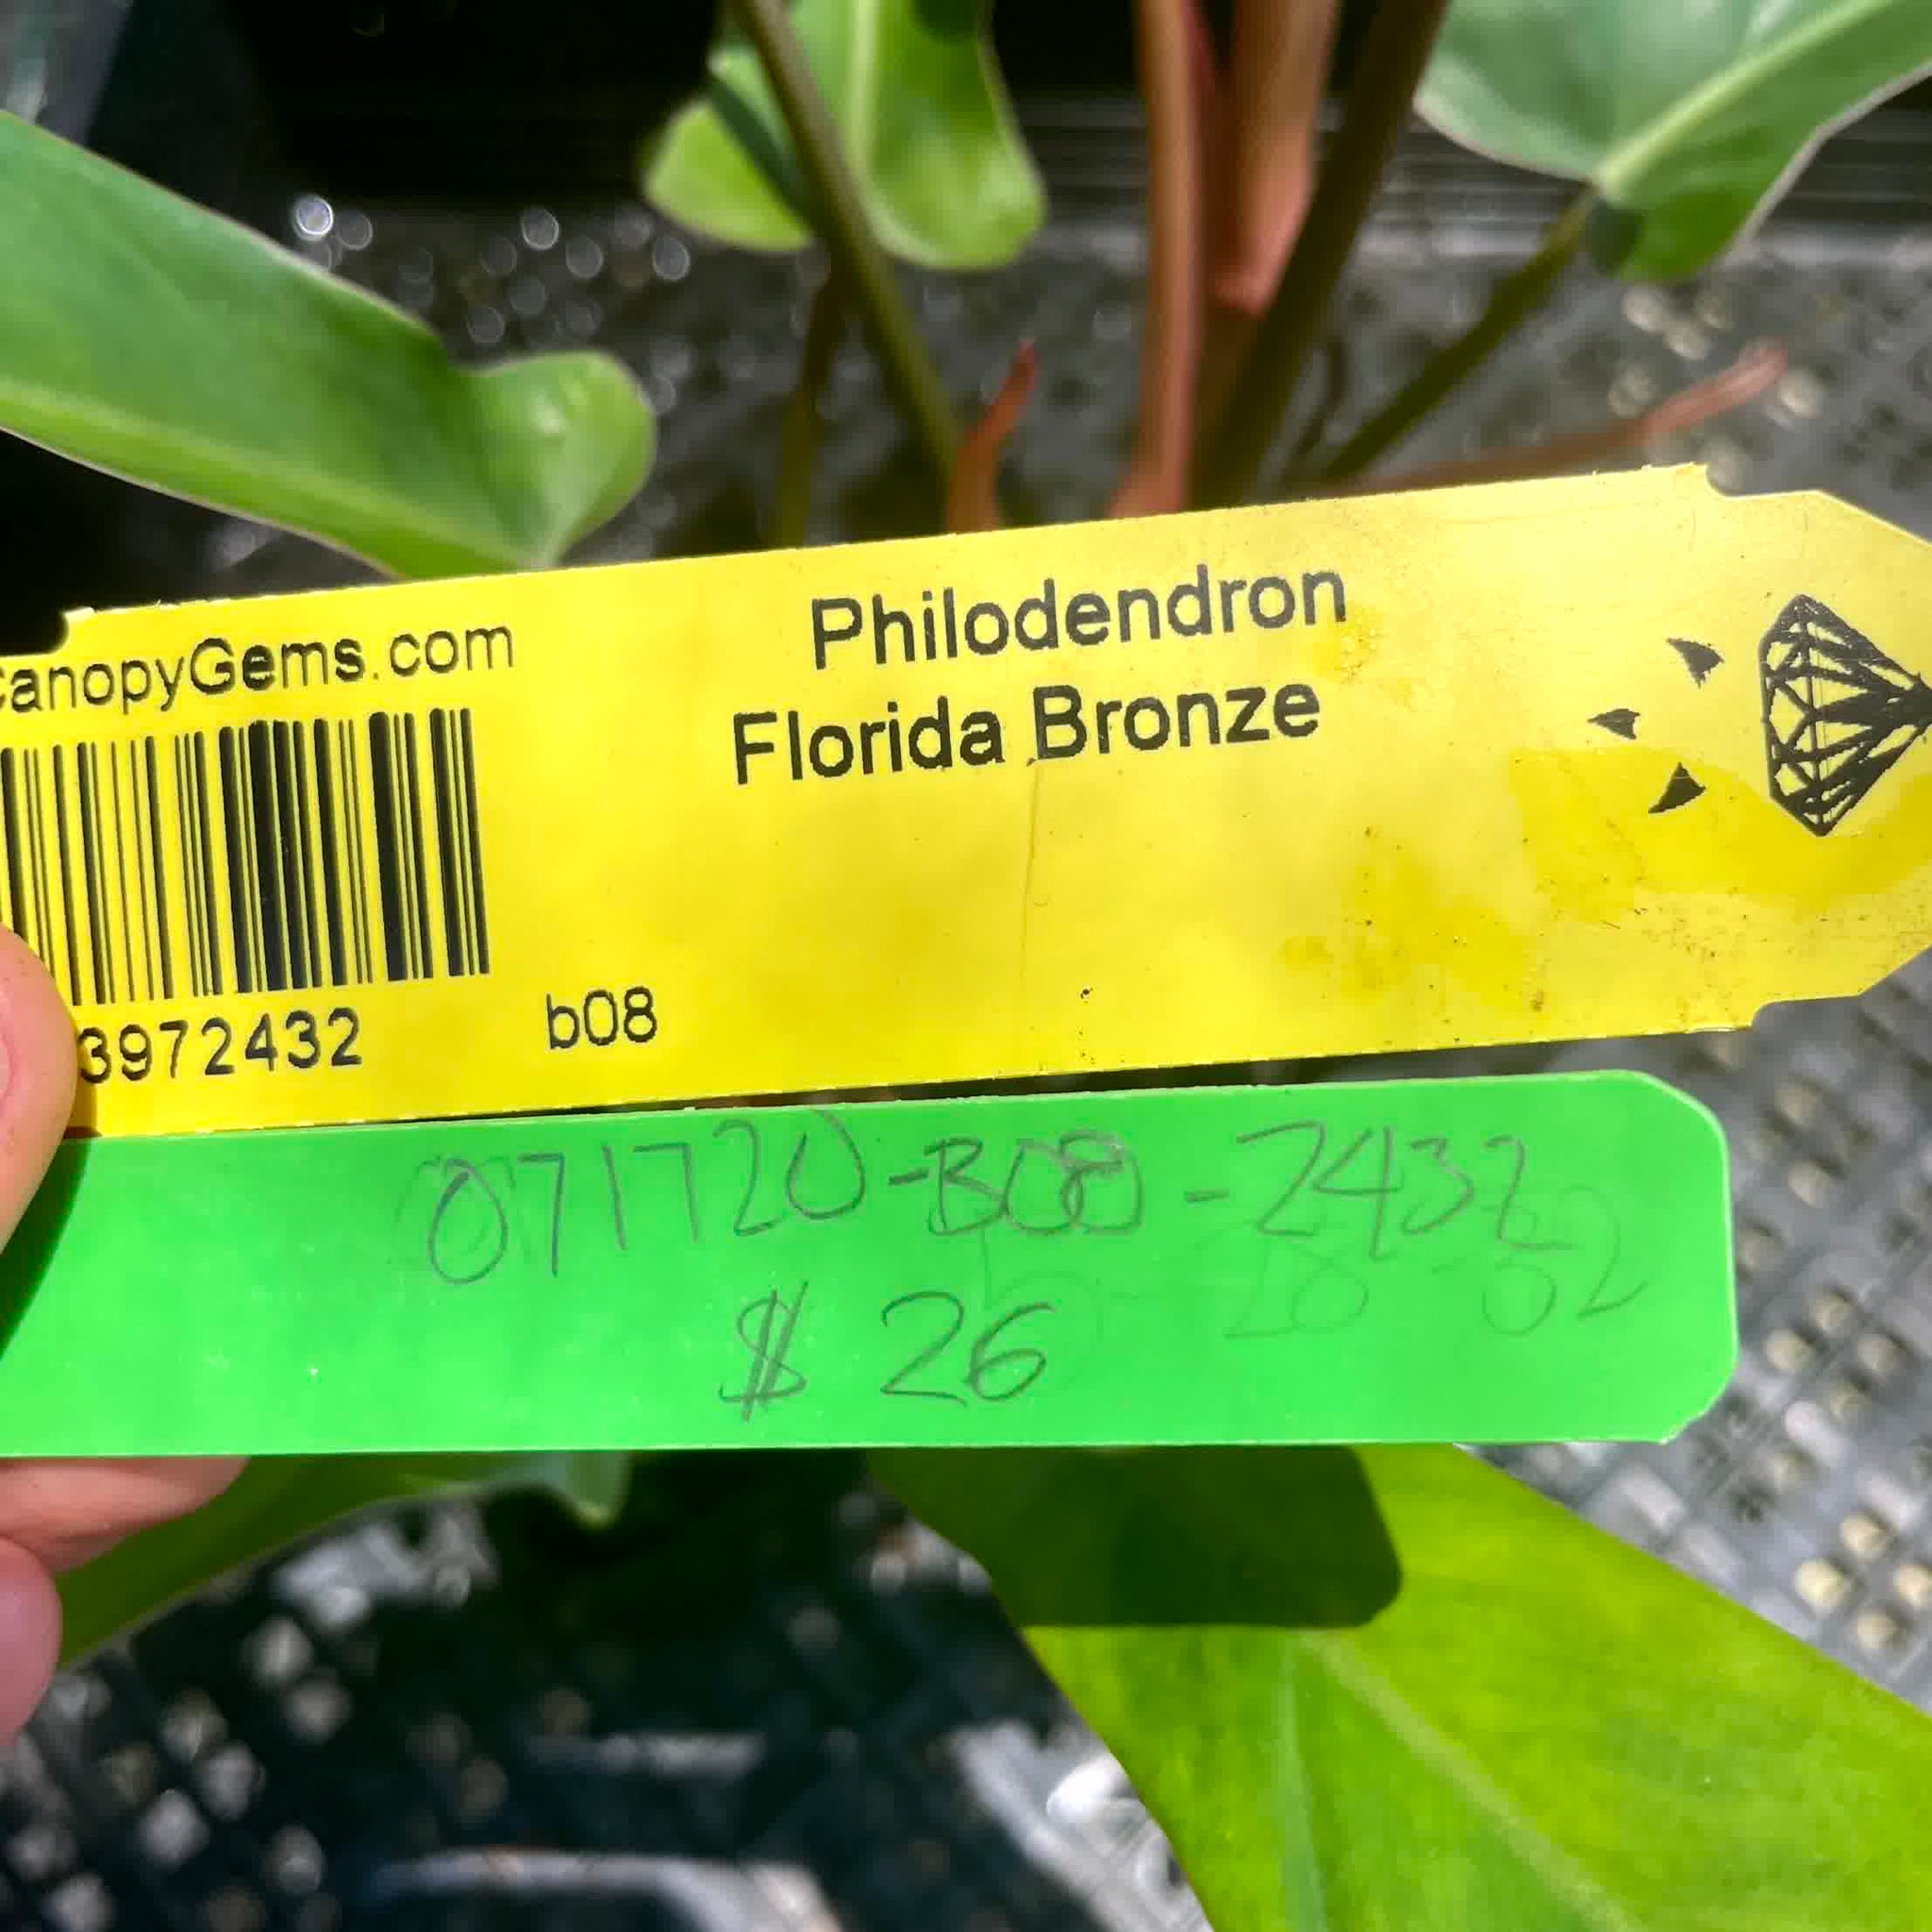 CanopyGems.com
Philodendron
Florida Bronze
3972432
b08
071720-B08-2432
$ 26